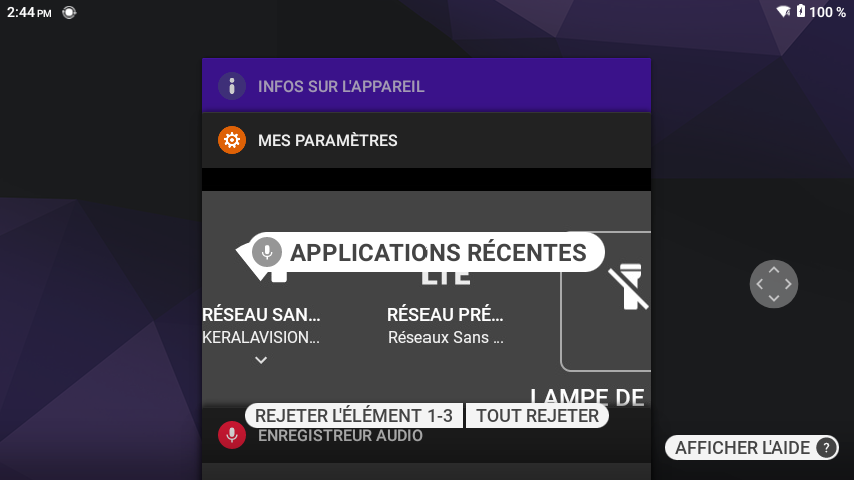 2:44 PM
100 %
INFOS SUR L'APPAREIL
MES PARAMÈTRES
APPLICATIONS RÉCENTES
LTE
RÉSEAU SAN…
RÉSEAU PRÉ…
KERALAVISION…
Réseaux Sans …
LAMPE DE
REJETER L'ÉLÉMENT 1-3
TOUT REJETER
ENREGISTREUR AUDIO
AFFICHER L'AIDE ?